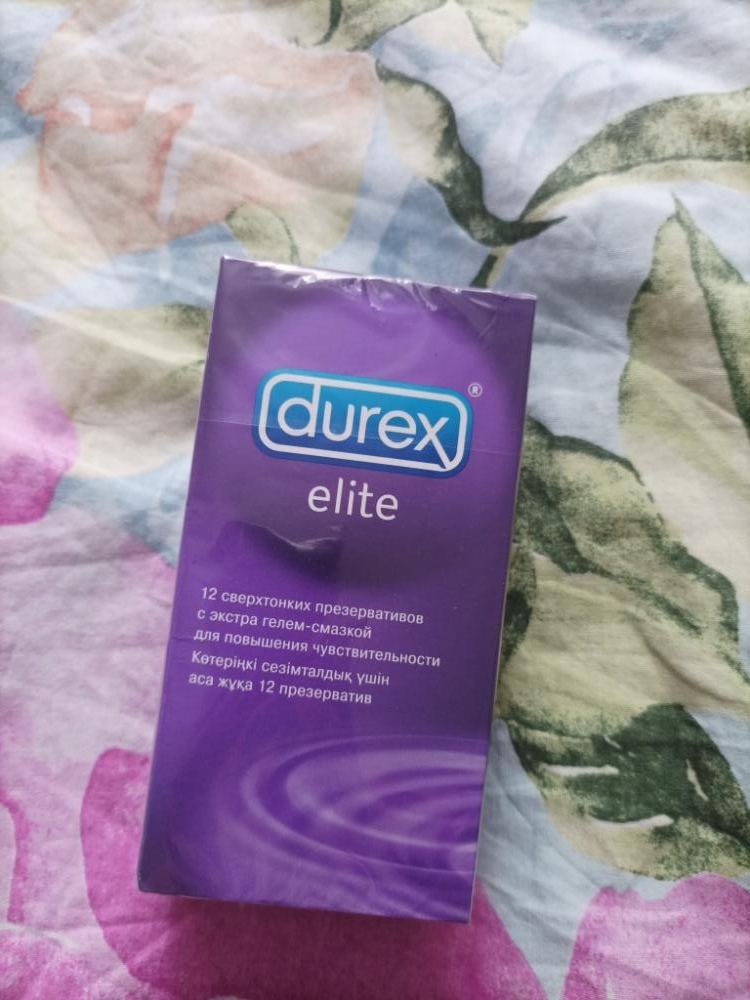 durex®
elite
12 сверхтонких презервативов
с экстра гелем-смазкой
для повышения чувствительности
Көтеріңкі сезімталдық үшін
аса жұқа 12 презерватив